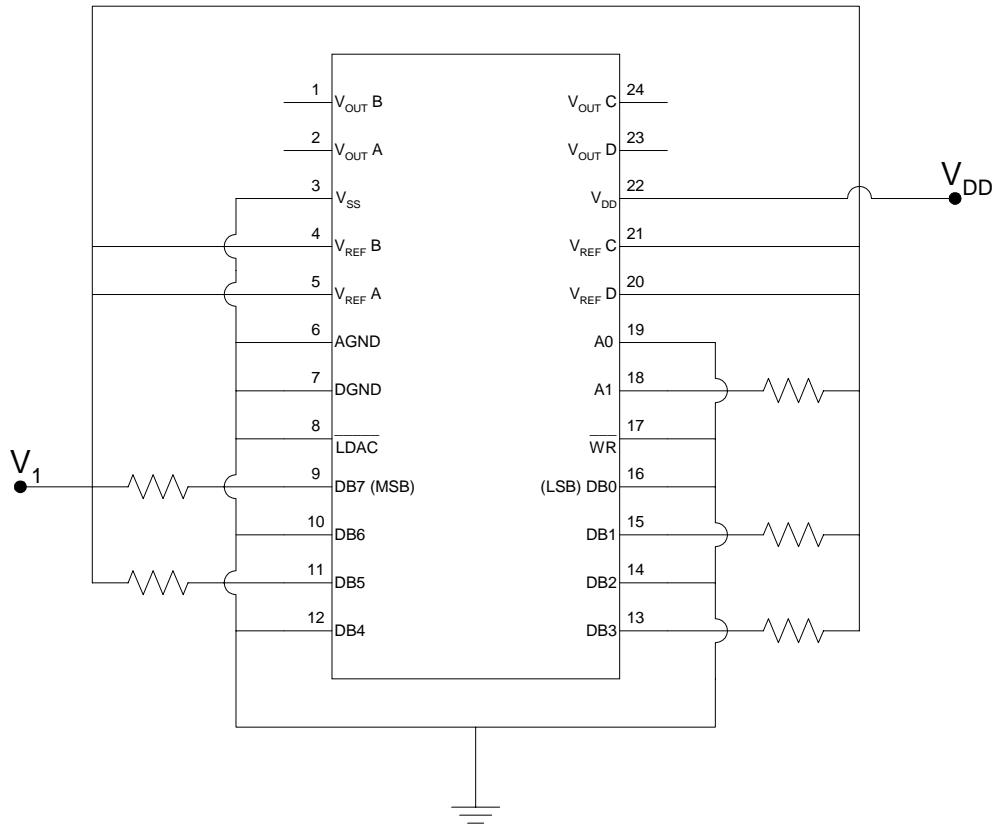 1 V_OUT B
2 V_OUT A
3 V_SS
4 V_REF B
5 V_REF A
6 AGND
7 DGND
8 LDAC
9 DB7 (MSB)
10 DB6
11 DB5
12 DB4
24 V_OUT C
23 V_OUT D
22 V_DD
21 V_REF C
20 V_REF D
19 A0
18 A1
17 WR
16 (LSB) DB0
15 DB1
14 DB2
13 DB3
V_1
V_DD